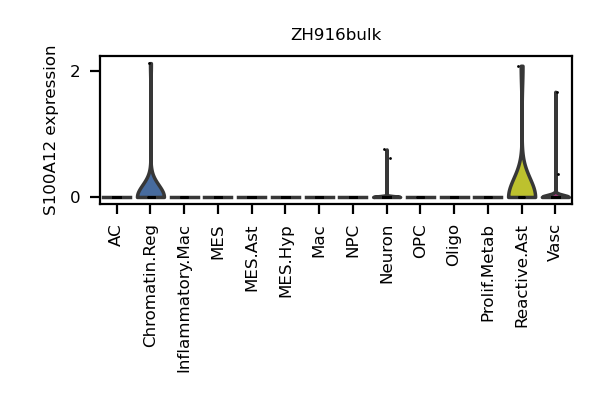 ZH916bulk
S100A12 expression
2
0
AC
Chromatin.Reg
Inflammatory.Mac
MES
MES.Ast
MES.Hyp
Mac
NPC
Neuron
OPC
Oligo
Prolif.Metab
Reactive.Ast
Vasc